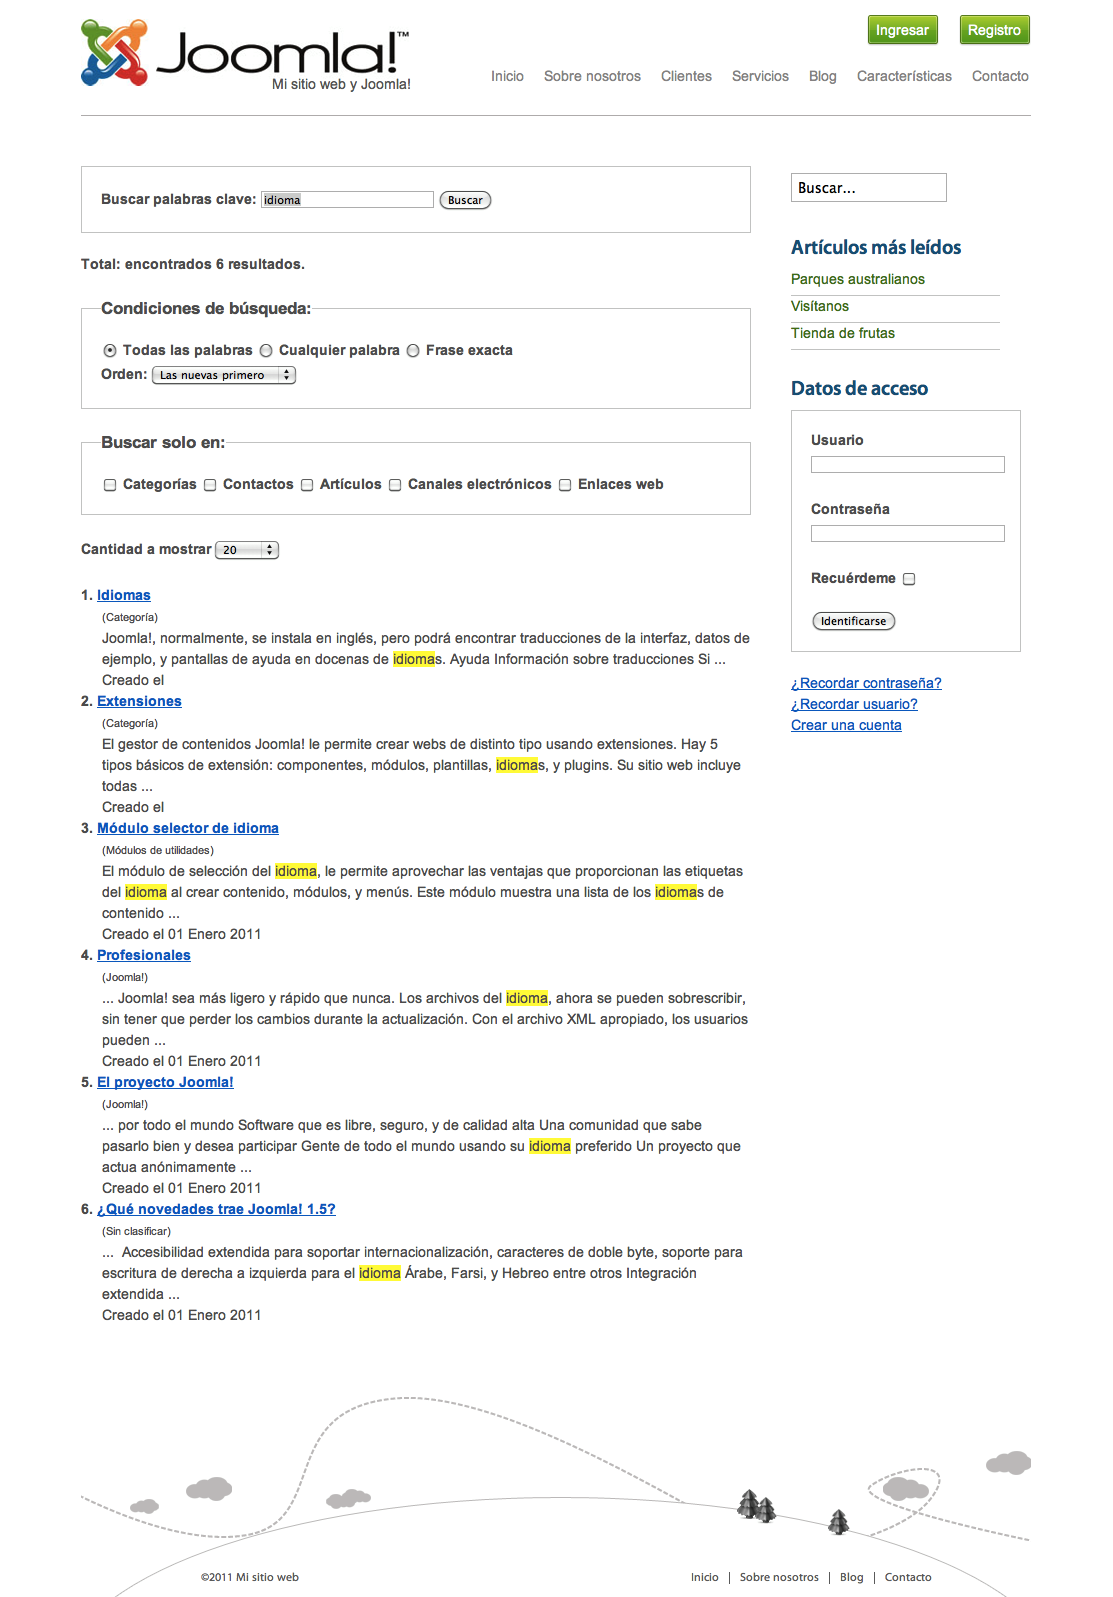 Joomla!™
Mi sitio web y Joomla!
Ingresar
Registro
Inicio Sobre nosotros Clientes Servicios Blog Características Contacto
Buscar palabras clave: idioma Buscar
Total: encontrados 6 resultados.
Condiciones de búsqueda:
Todas las palabras Cualquier palabra Frase exacta
Orden: Las nuevas primero
Buscar solo en:
Categorías Contactos Artículos Canales electrónicos Enlaces web
Cantidad a mostrar 20
1. Idiomas
(Categoría)
Joomla!, normalmente, se instala en inglés, pero podrá encontrar traducciones de la interfaz, datos de
ejemplo, y pantallas de ayuda en docenas de idiomas. Ayuda Información sobre traducciones Si ...
Creado el
2. Extensiones
(Categoría)
El gestor de contenidos Joomla! le permite crear webs de distinto tipo usando extensiones. Hay 5
tipos básicos de extensión: componentes, módulos, plantillas, idiomas, y plugins. Su sitio web incluye
todas ...
Creado el
3. Módulo selector de idioma
(Módulos de utilidades)
El módulo de selección del idioma, le permite aprovechar las ventajas que proporcionan las etiquetas
del idioma al crear contenido, módulos, y menús. Este módulo muestra una lista de los idiomas de
contenido ...
Creado el 01 Enero 2011
4. Profesionales
(Joomla!)
... Joomla! sea más ligero y rápido que nunca. Los archivos del idioma, ahora se pueden sobrescribir,
sin tener que perder los cambios durante la actualización. Con el archivo XML apropiado, los usuarios
pueden ...
Creado el 01 Enero 2011
5. El proyecto Joomla!
(Joomla!)
... por todo el mundo Software que es libre, seguro, y de calidad alta Una comunidad que sabe
pasarlo bien y desea participar Gente de todo el mundo usando su idioma preferido Un proyecto que
actua anónimamente ...
Creado el 01 Enero 2011
6. ¿Qué novedades trae Joomla! 1.5?
(Sin clasificar)
... Accesibilidad extendida para soportar internacionalización, caracteres de doble byte, soporte para
escritura de derecha a izquierda para el idioma Árabe, Farsi, y Hebreo entre otros Integración
extendida ...
Creado el 01 Enero 2011
Buscar...
Artículos más leídos
Parques australianos
Visítanos
Tienda de frutas
Datos de acceso
Usuario
Contraseña
Recuérdeme
Identificarse
¿Recordar contraseña?
¿Recordar usuario?
Crear una cuenta
©2011 Mi sitio web
Inicio | Sobre nosotros | Blog | Contacto